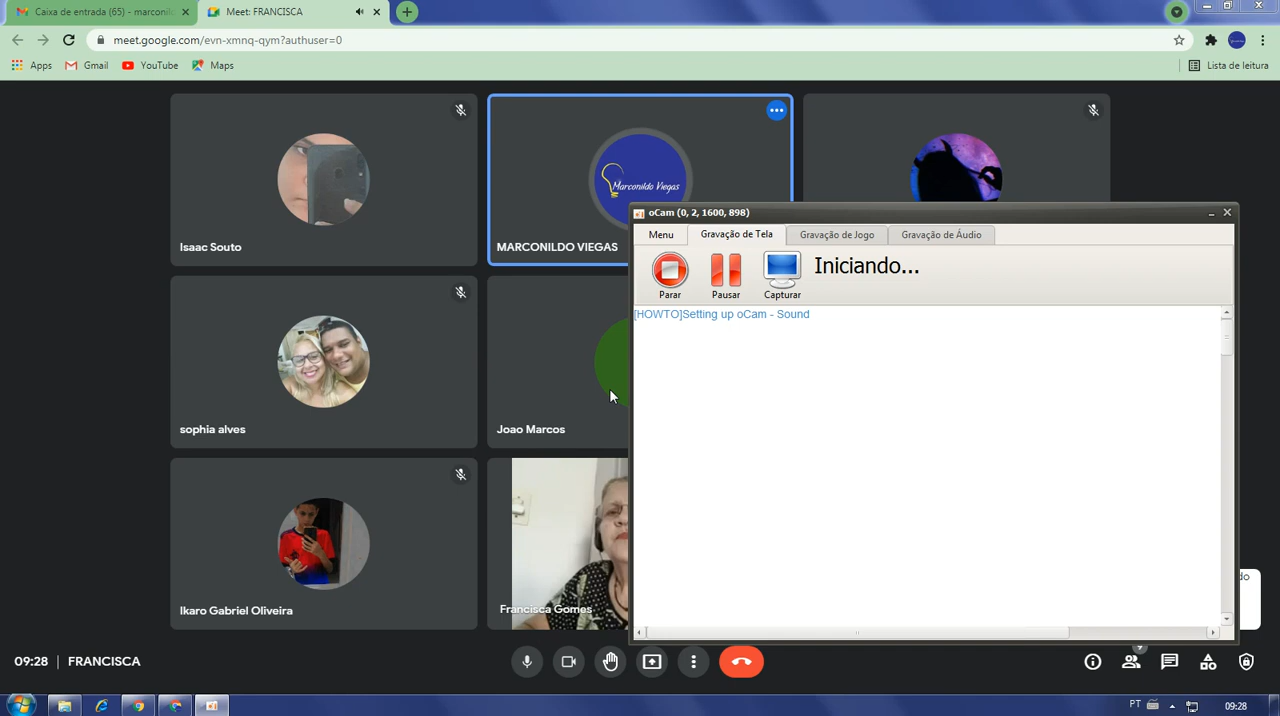 Caixa de entrada (65) - marconil
Meet: FRANCISCA
meet.google.com/evn-xmnq-qym?authuser=0
Apps
Gmail
YouTube
Maps
Lista de leitura
Isaac Souto
Marconildo Viegas
MARCONILDO VIEGAS
oCam (0, 2, 1600, 898)
Menu
Gravação de Tela
Gravação de Jogo
Gravação de Áudio
Parar
Pausar
Capturar
Iniciando...
[HOWTO]Setting up oCam - Sound
sophia alves
Joao Marcos
Ikaro Gabriel Oliveira
Francisca Gomes
do
09:28 | FRANCISCA
PT
09:28